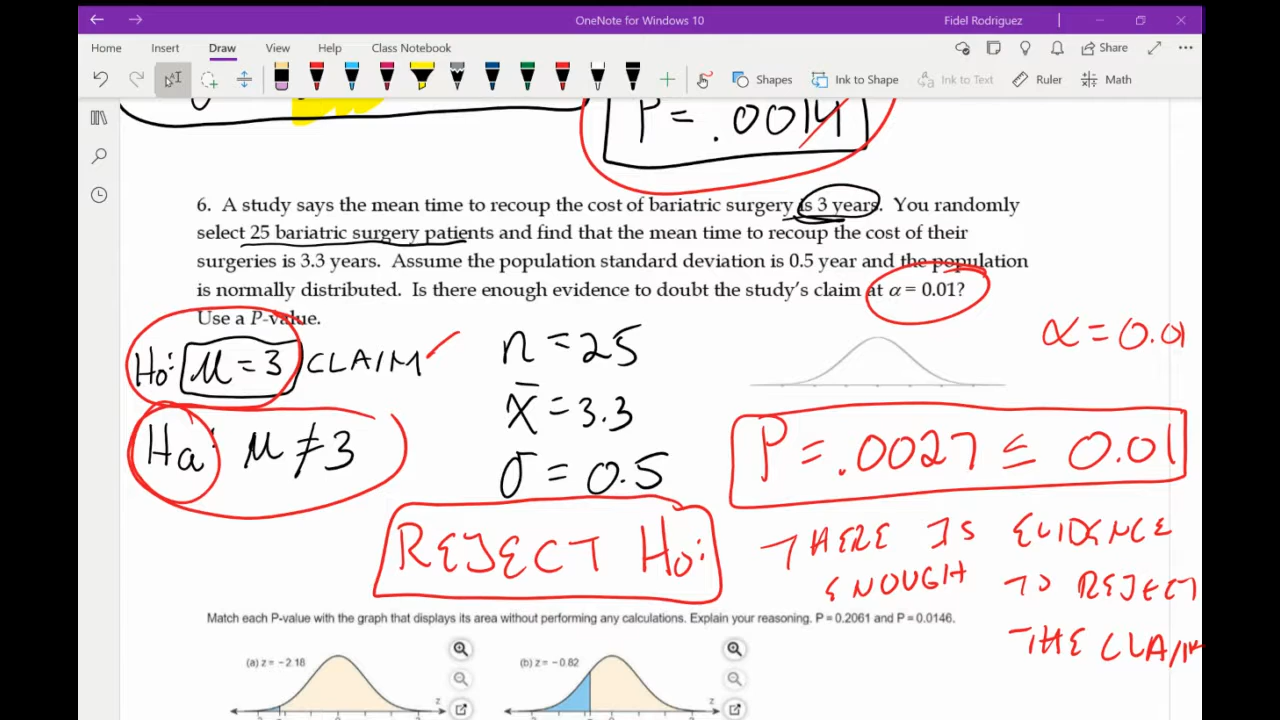 OneNote for Windows 10
Fidel Rodriguez
Home Insert Draw View Help Class Notebook Share
Shapes Ink to Shape Ink to Text Ruler Math
P = .0014
6. A study says the mean time to recoup the cost of bariatric surgery is 3 years. You randomly
select 25 bariatric surgery patients and find that the mean time to recoup the cost of their
surgeries is 3.3 years. Assume the population standard deviation is 0.5 year and the population
is normally distributed. Is there enough evidence to doubt the study's claim at α = 0.01?
Use a P-value.
Ho: μ = 3 CLAIM ✓
n = 25
α = 0.01
x̄ = 3.3
Ha: μ ≠ 3
P = .0027 ≤ 0.01
σ = 0.5
REJECT Ho:
THERE IS EVIDENCE
ENOUGH TO REJECT
THE CLAIM
Match each P-value with the graph that displays its area without performing any calculations. Explain your reasoning. P = 0.2061 and P = 0.0146.
(a) z = −2.18
(b) z = −0.82
z
z